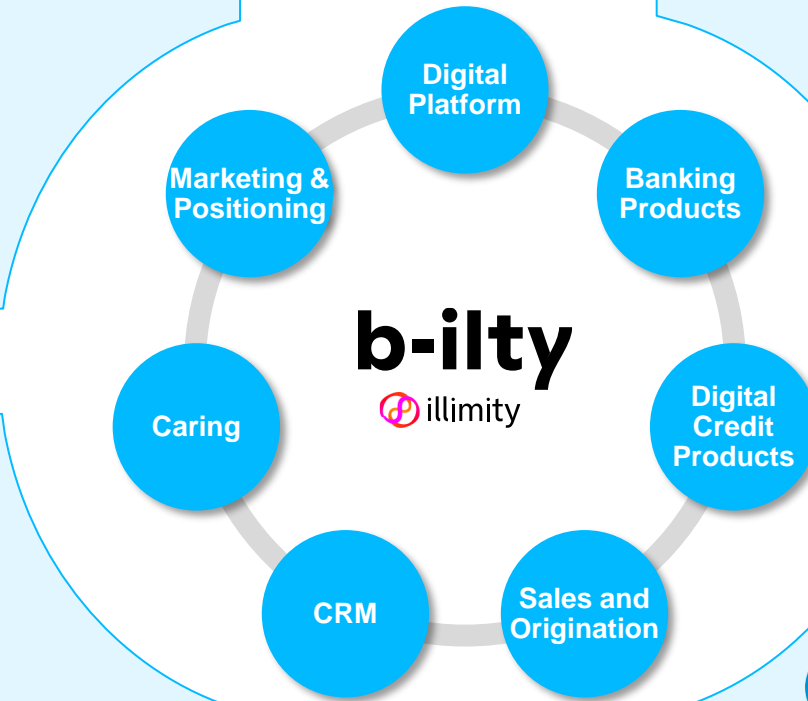 Digital
Platform
Marketing &
Positioning
Banking
Products
b-ilty
illimity
Caring
Digital
Credit
Products
CRM
Sales and
Origination